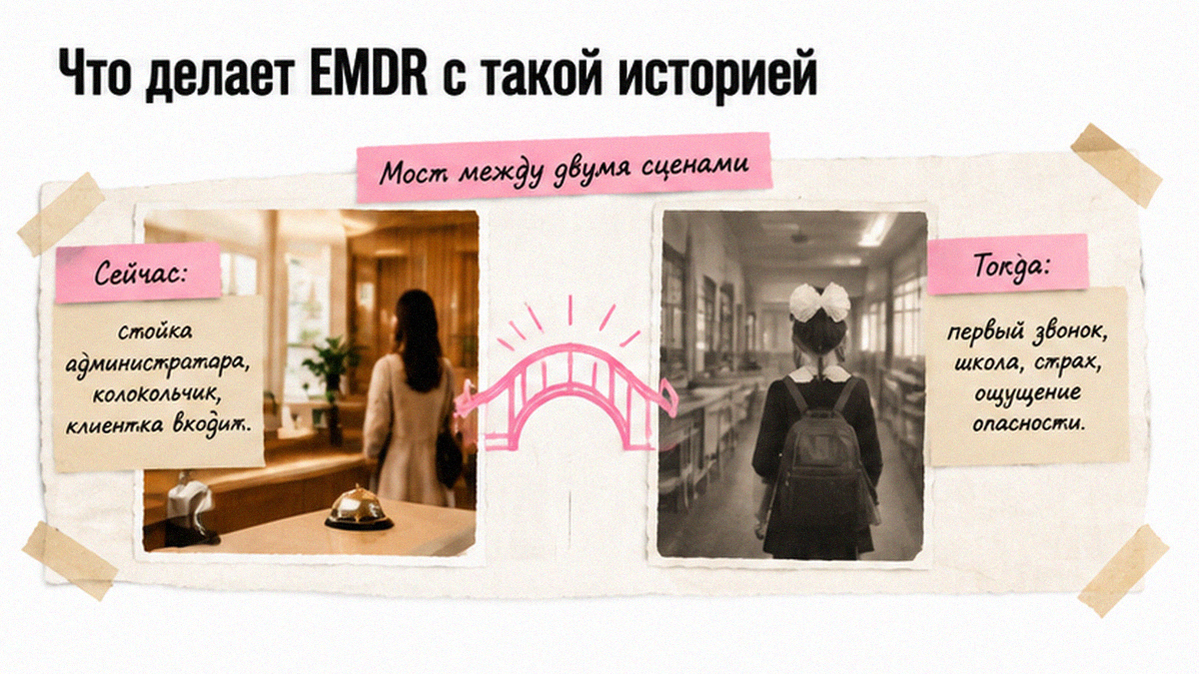 Что делает EMDR с такой историей
Мост между двумя сценами
Сейчас:
стойка
администратара,
колокольчик,
клиентка входит.
Тогда:
первый звонок,
школа, страх,
ощущение
опасности.